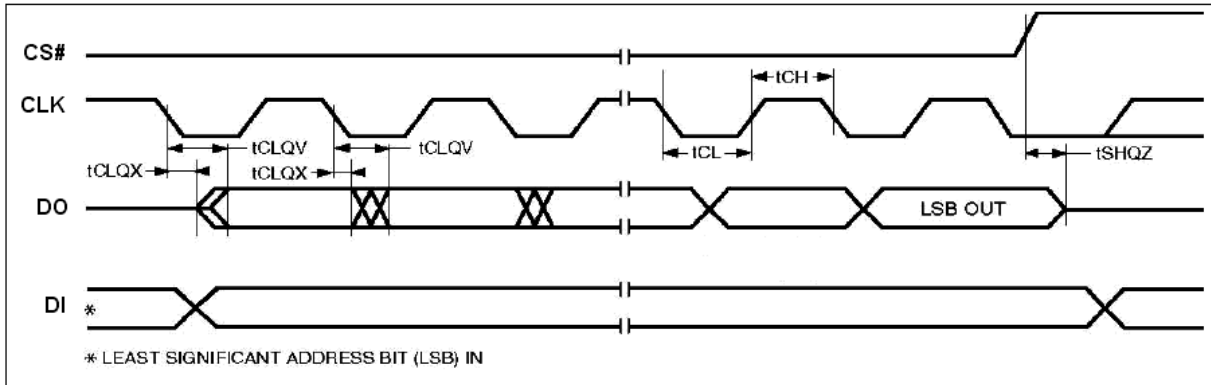 CS#
tCH
CLK
tCLQV
tCLQV
tCLQX
tCLQX
tCL
tSHQZ
DO
LSB OUT
DI
*
* LEAST SIGNIFICANT ADDRESS BIT (LSB) IN